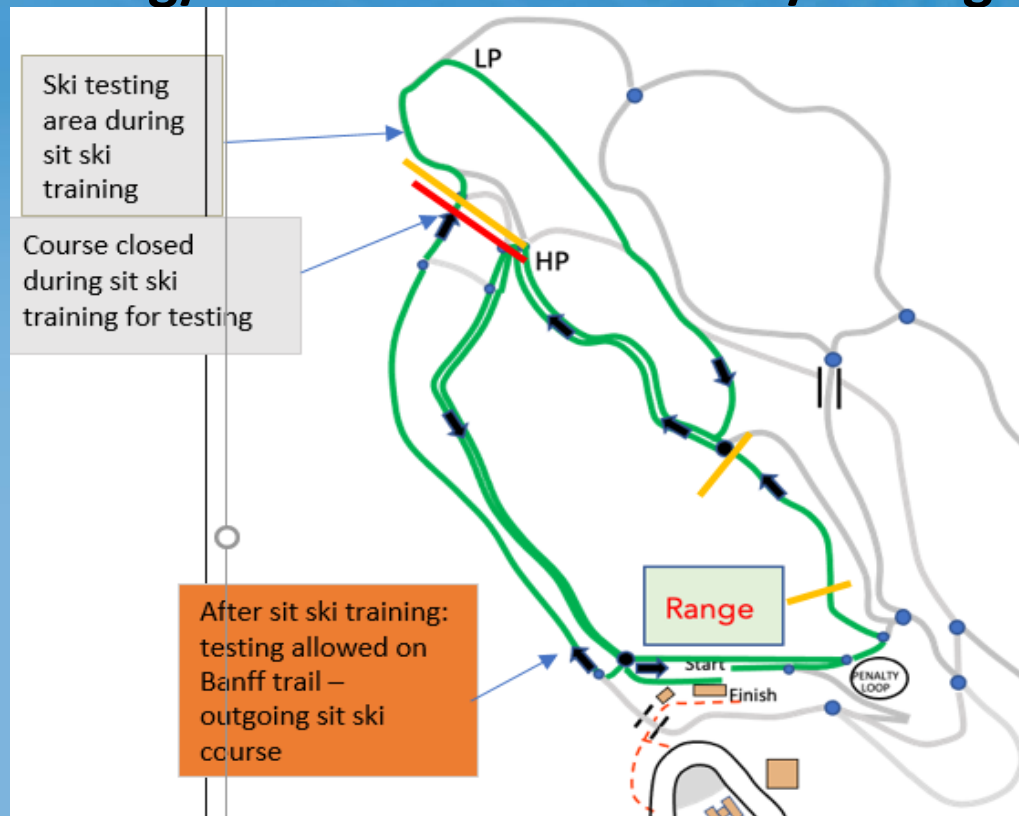 LP
Ski testing
area during
sit ski
training
Course closed
during sit ski
training for testing
HP
After sit ski training:
testing allowed on
Banff trail –
outgoing sit ski
course
Range
Start
Finish
PENALTY
LOOP